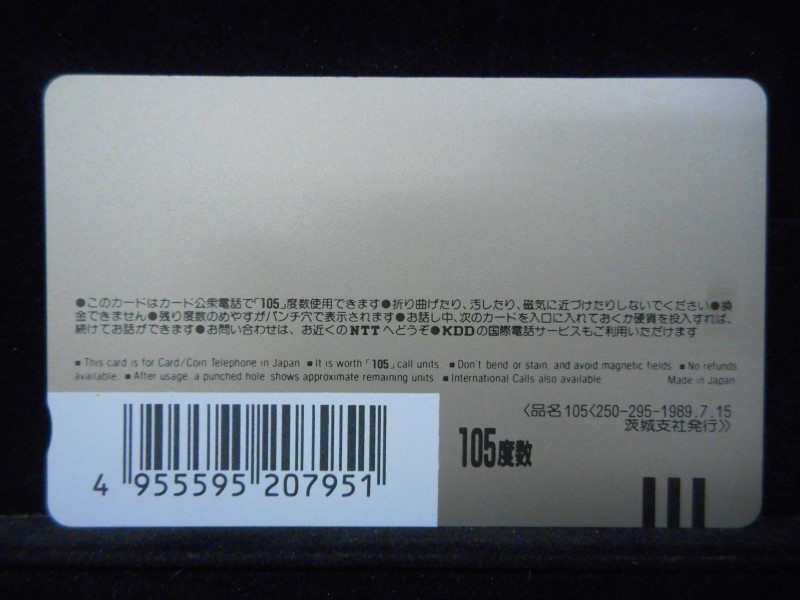 ●このカードはカード公衆電話で「105」度数使用できます●折り曲げたり、汚したり、磁気に近づけたりしないでください●換
金できません●残り度数のめやすがパンチ穴で表示されます●お話し中、次のカードを入口に入れておくか硬貨を投入すれば、
続けてお話ができます●お問い合わせは、お近くのNTTへどうぞ●KDDの国際電話サービスもご利用いただけます
■This card is for Card/Coin Telephone in Japan ■It is worth「105」call units. ■Don't bend or stain, and avoid magnetic fields ■No refunds
available. ■After usage, a punched hole shows approximate remaining units ■International Calls also available. Made in Japan.
〈品名105〈250-295-1989.7.15
茨城支社発行》
105度数
4 955595 207951